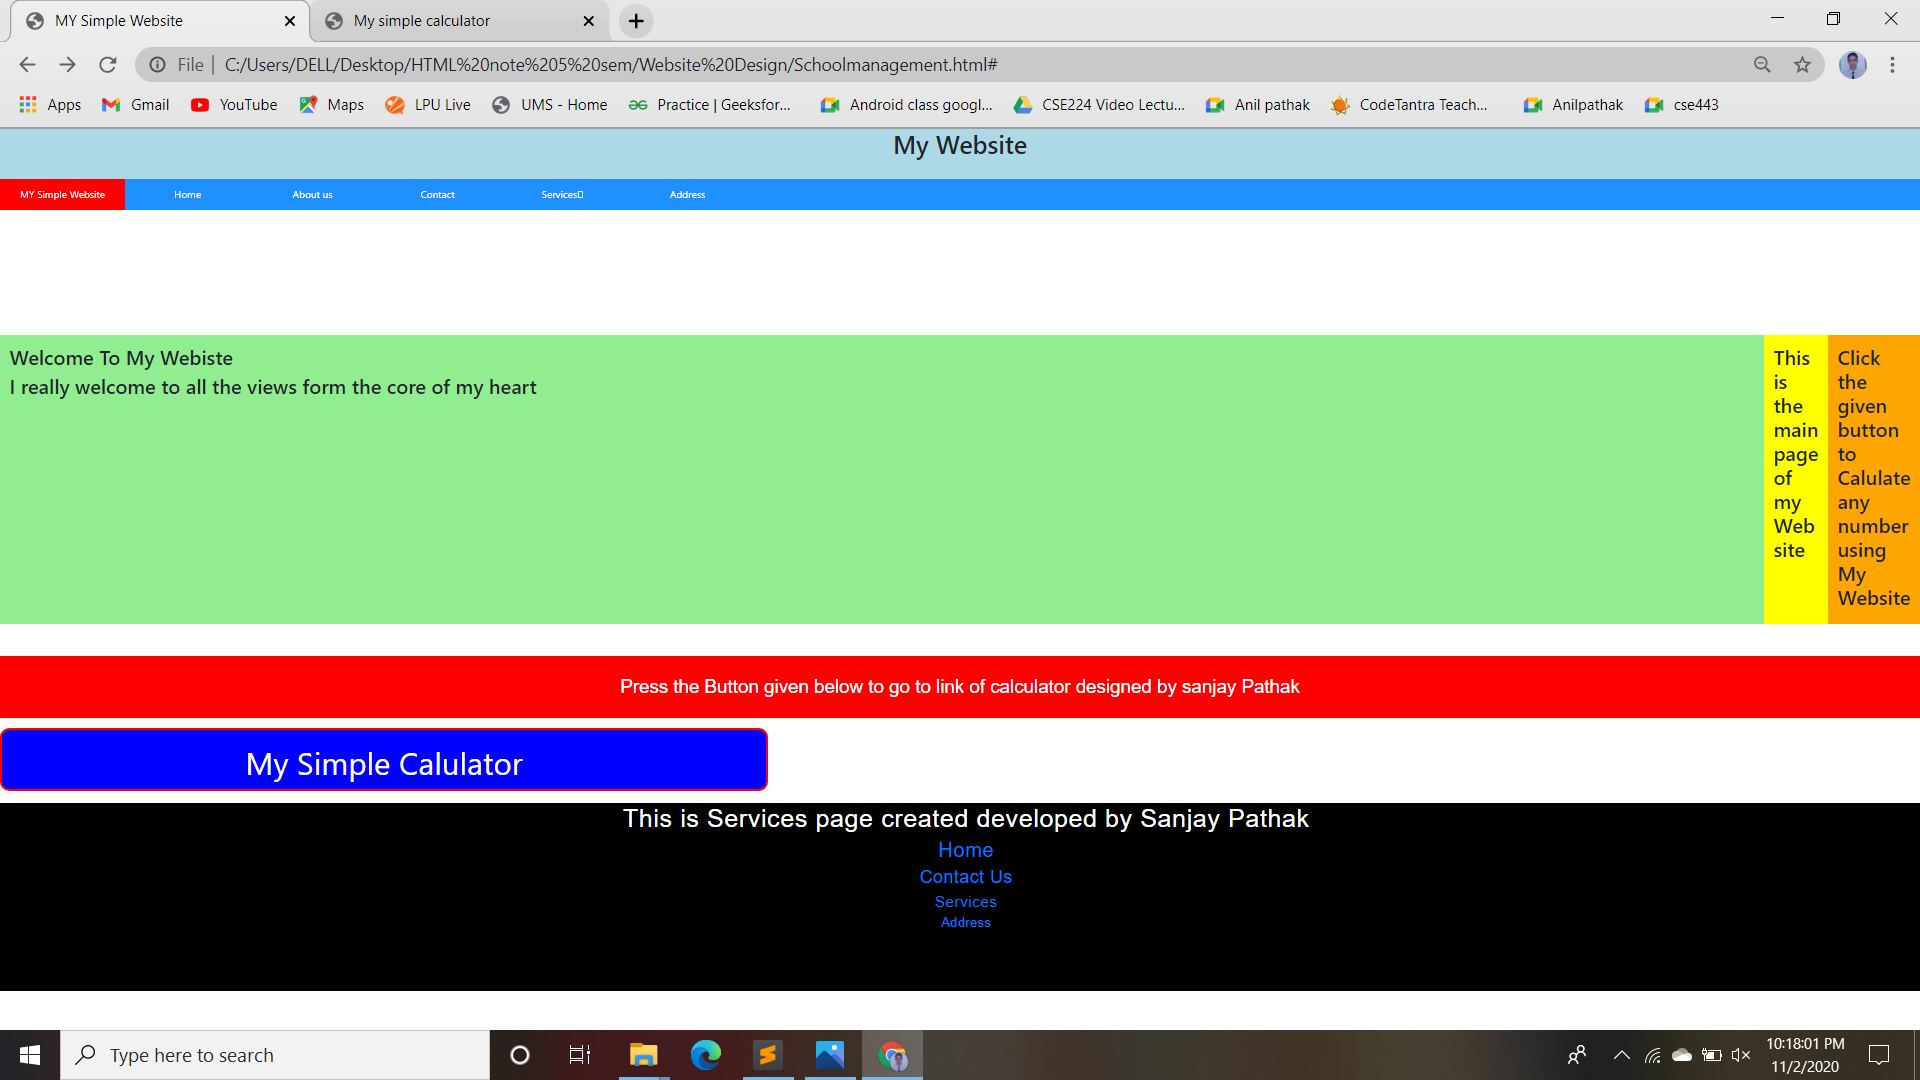 MY Simple Website
My simple calculator
File
C:/Users/DELL/Desktop/HTML%20note%205%20sem/Website%20Design/Schoolmanagement.html#
Apps Gmail YouTube Maps LPU Live UMS - Home Practice | Geeksfor... Android class googl... CSE224 Video Lectu... Anil pathak CodeTantra Teach... Anilpathak cse443
My Website
MY Simple Website Home About us Contact Services Address
Welcome To My Webiste
I really welcome to all the views form the core of my heart
This
is
the
main
page
of
my
Web
site
Click
the
given
button
to
Calulate
any
number
using
My
Website
Press the Button given below to go to link of calculator designed by sanjay Pathak
My Simple Calulator
This is Services page created developed by Sanjay Pathak
Home
Contact Us
Services
Address
Type here to search
10:18:01 PM
11/2/2020